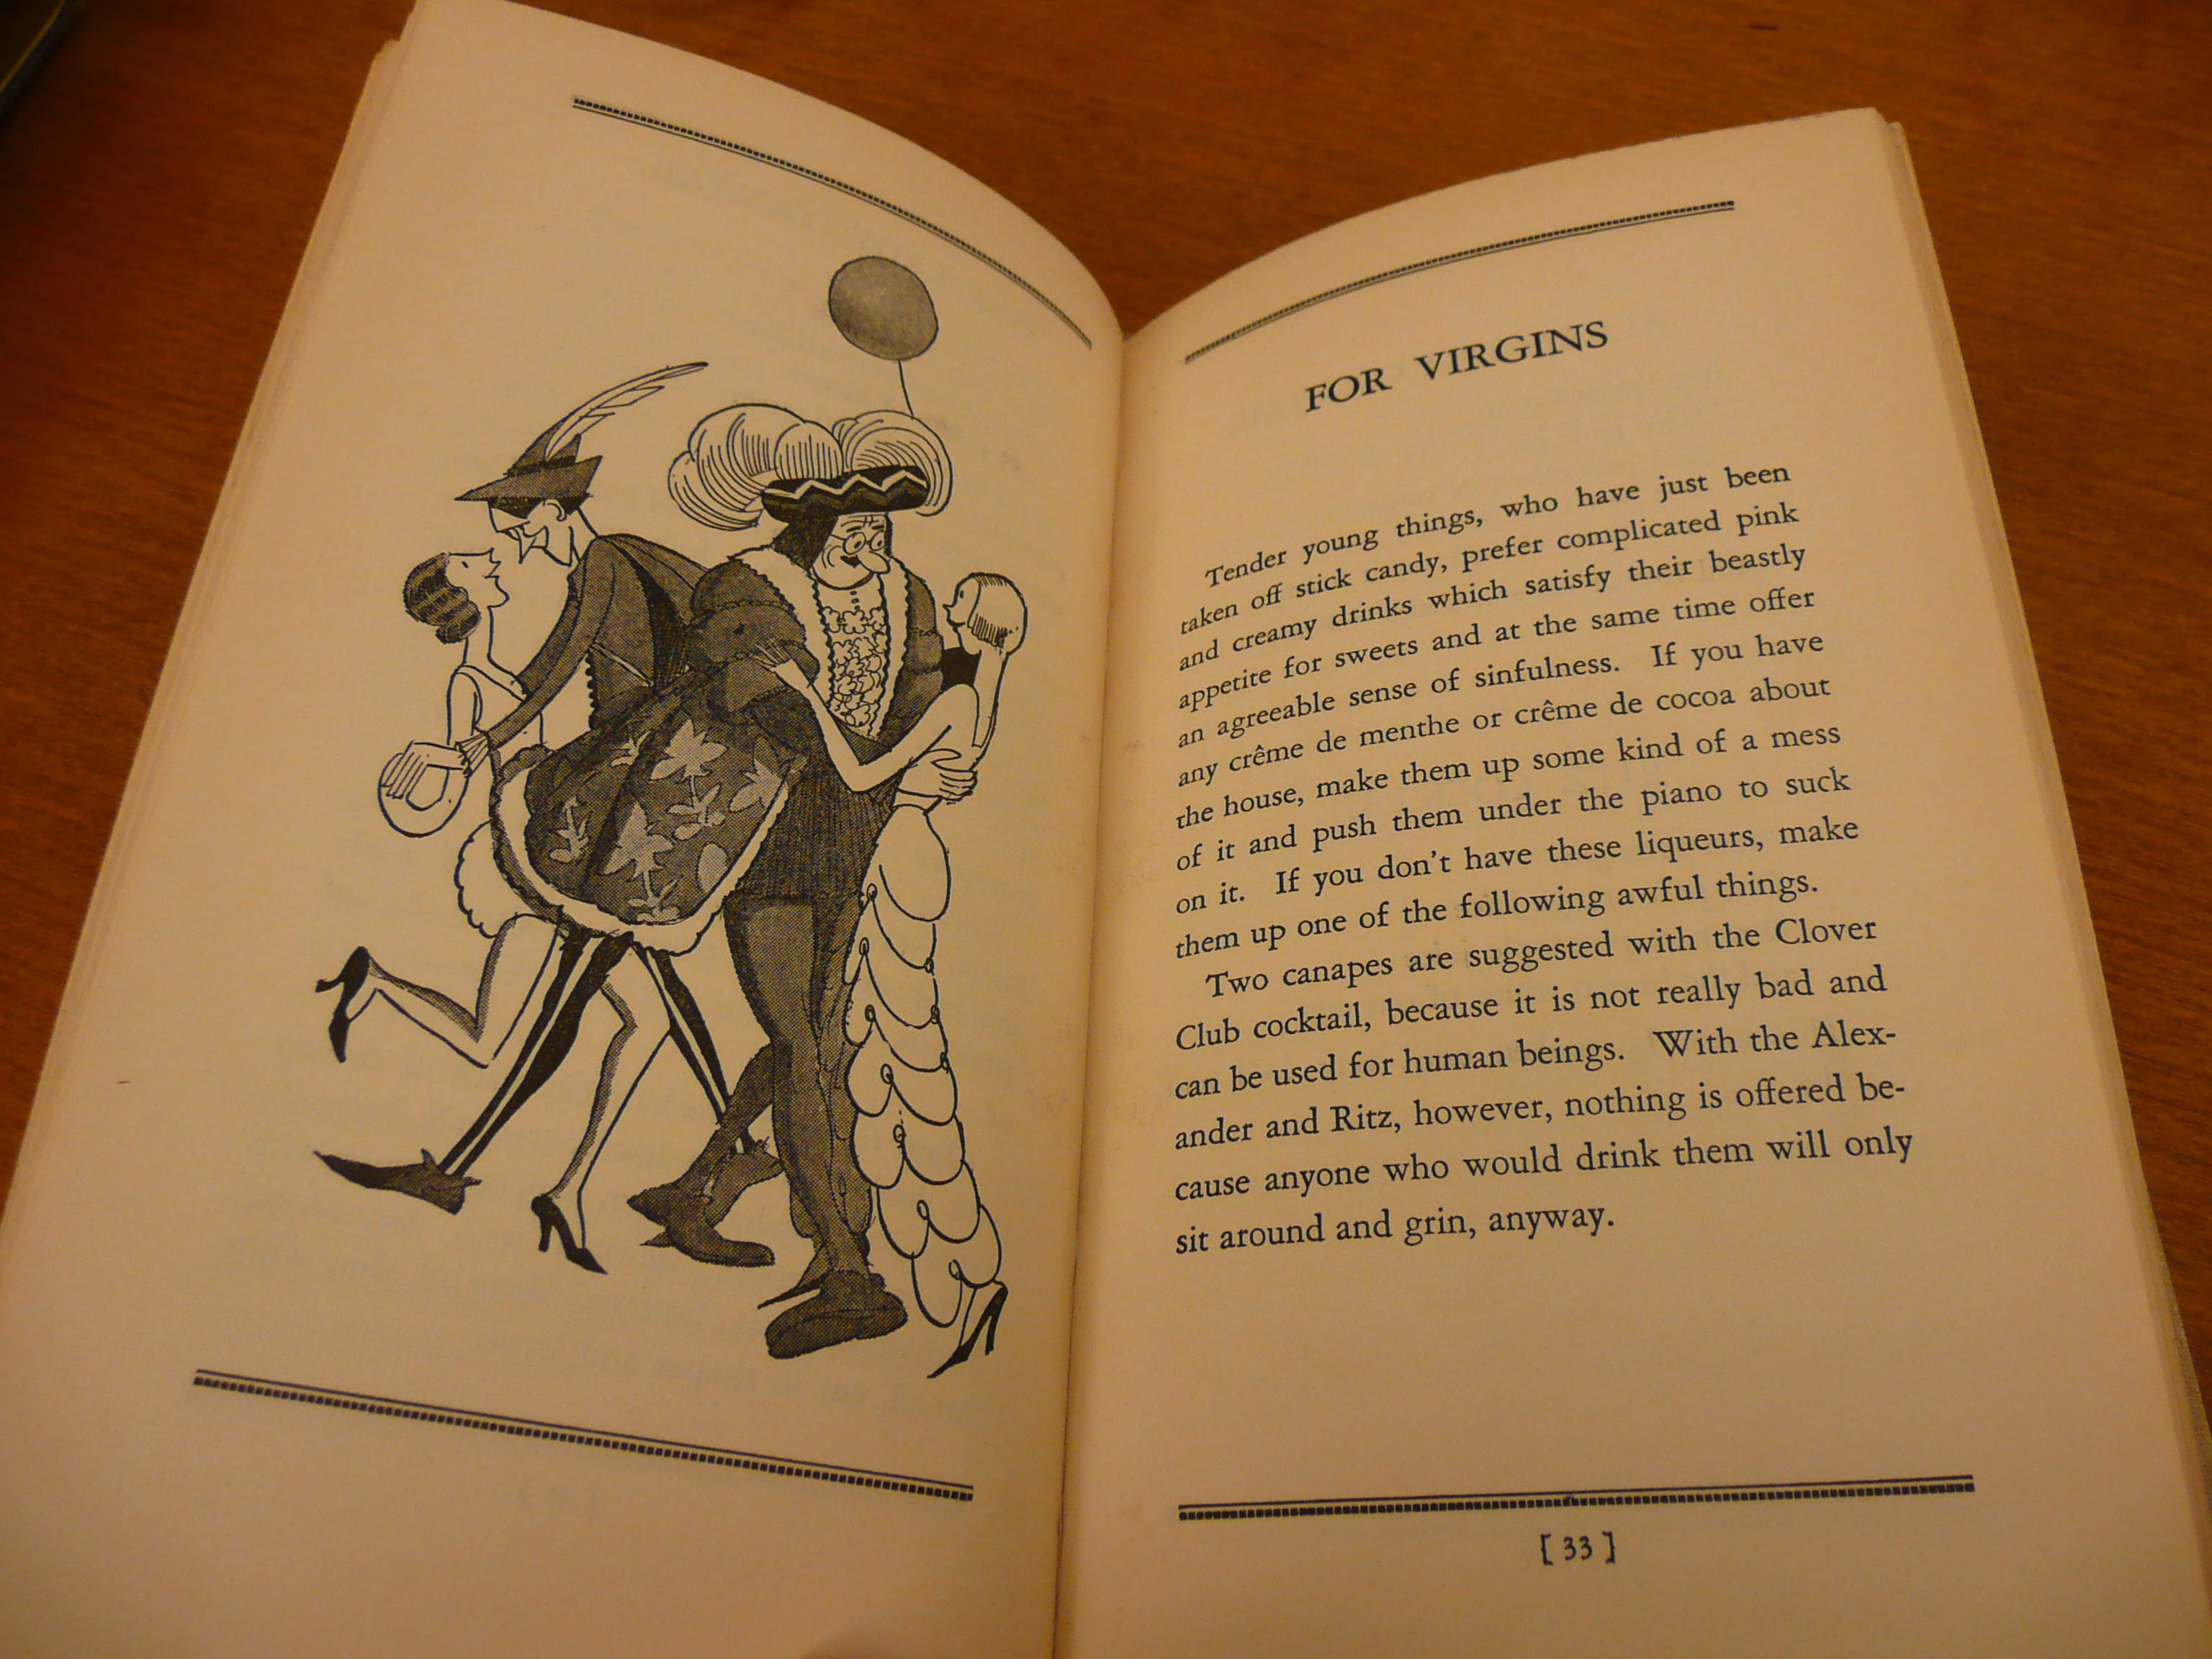 FOR VIRGINS
Tender young things, who have just been
taken off stick candy, prefer complicated pink
and creamy drinks which satisfy their beastly
appetite for sweets and at the same time offer
an agreeable sense of sinfulness. If you have
any crême de menthe or crême de cocoa about
the house, make them up some kind of a mess
of it and push them under the piano to suck
on it. If you don't have these liqueurs, make
them up one of the following awful things.
Two canapes are suggested with the Clover
Club cocktail, because it is not really bad and
can be used for human beings. With the Alex-
ander and Ritz, however, nothing is offered be-
cause anyone who would drink them will only
sit around and grin, anyway.
[ 33 ]